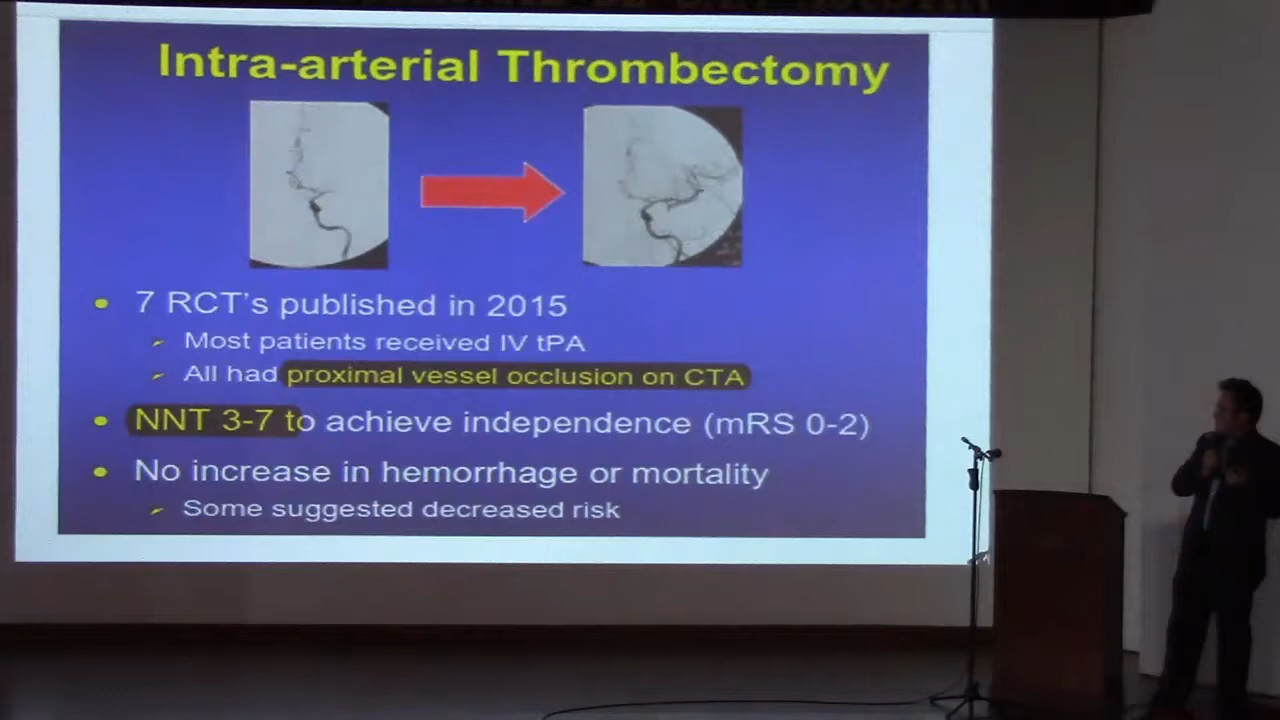 Intra-arterial Thrombectomy
7 RCT's published in 2015
Most patients received IV tPA
All had proximal vessel occlusion on CTA
NNT 3-7 to achieve independence (mRS 0-2)
No increase in hemorrhage or mortality
Some suggested decreased risk